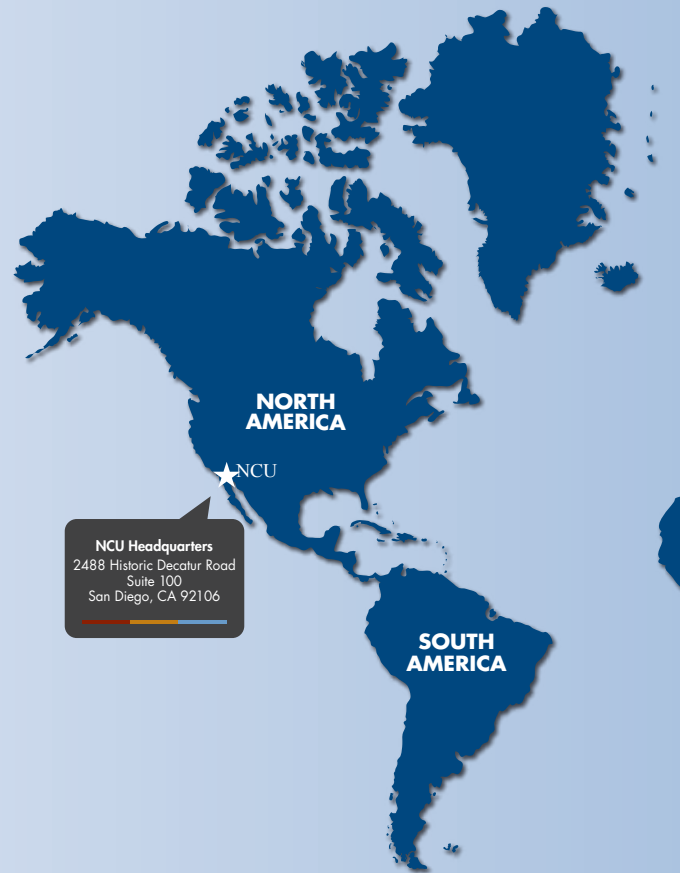 NORTH
AMERICA
NCU
NCU Headquarters
2488 Historic Decatur Road
Suite 100
San Diego, CA 92106
SOUTH
AMERICA